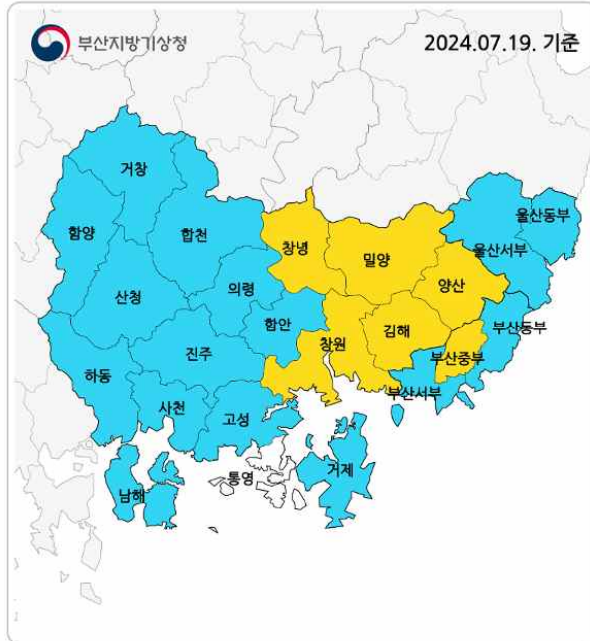 부산지방기상청
2024.07.19. 기준
거창
함양
합천
창녕
밀양
울산동부
울산서부
산청
의령
양산
함안
창원
김해
부산동부
진주
부산중부
하동
사천
고성
부산서부
거제
통영
남해